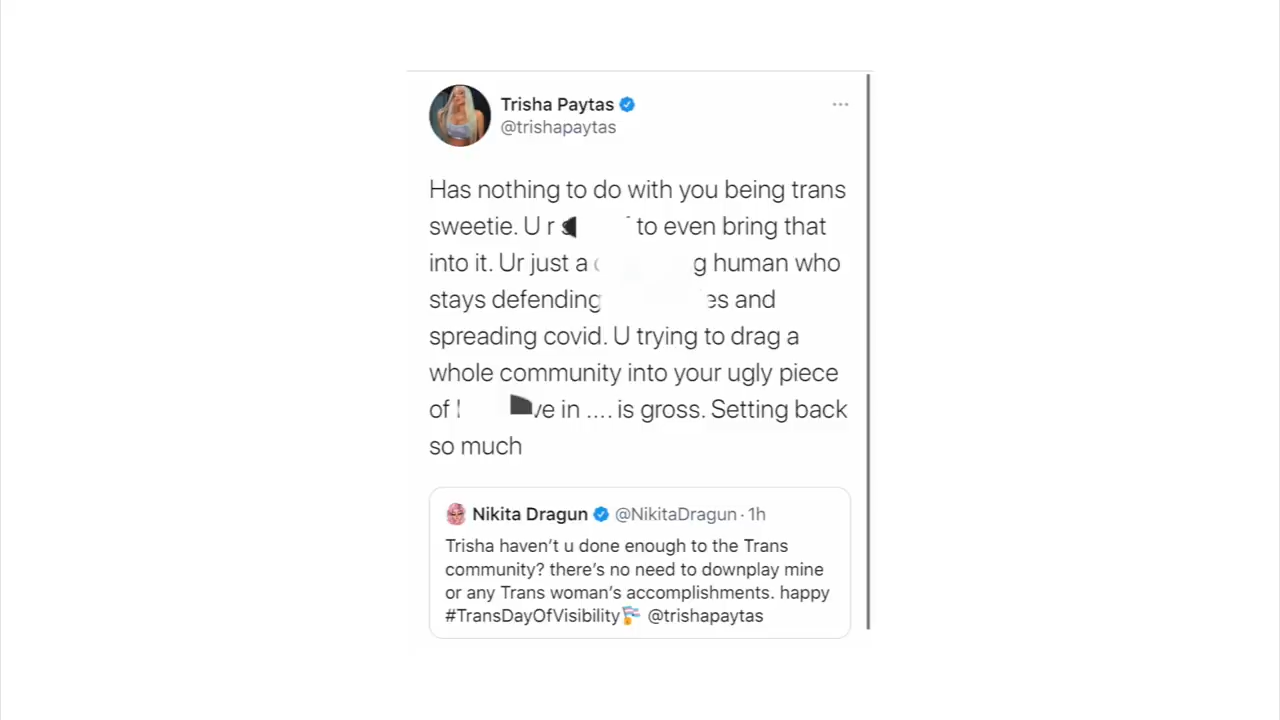 Trisha Paytas
@trishapaytas
Has nothing to do with you being trans
sweetie. U r to even bring that
into it. Ur just a human who
stays defending and
spreading covid. U trying to drag a
whole community into your ugly piece
of in .... is gross. Setting back
so much
Nikita Dragun @NikitaDragun · 1h
Trisha haven't u done enough to the Trans
community? there's no need to downplay mine
or any Trans woman's accomplishments. happy
#TransDayOfVisibility @trishapaytas